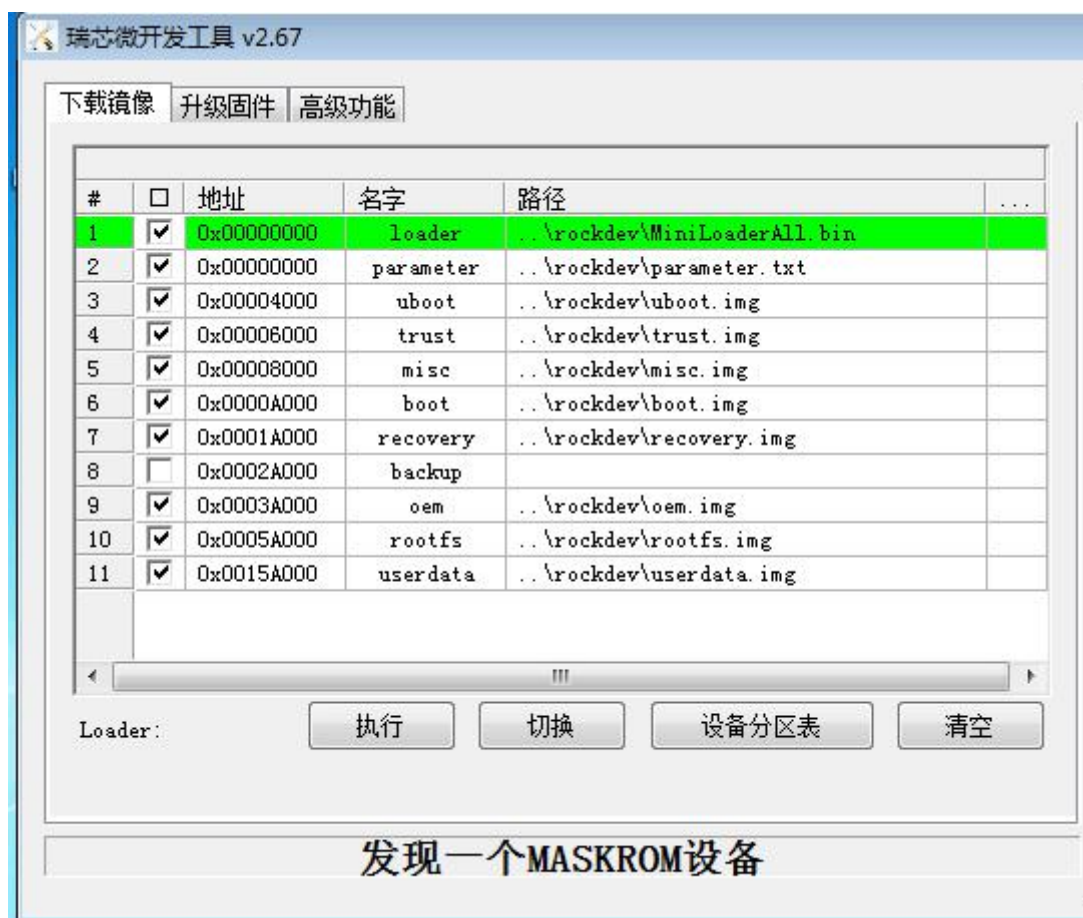 瑞芯微开发工具 v2.67
下载镜像 升级固件 高级功能
# 地址 名字 路径 ...
1 0x00000000 loader ..\rockdev\MiniLoaderAll.bin
2 0x00000000 parameter ..\rockdev\parameter.txt
3 0x00004000 uboot ..\rockdev\uboot.img
4 0x00006000 trust ..\rockdev\trust.img
5 0x00008000 misc ..\rockdev\misc.img
6 0x0000A000 boot ..\rockdev\boot.img
7 0x0001A000 recovery ..\rockdev\recovery.img
8 0x0002A000 backup
9 0x0003A000 oem ..\rockdev\oem.img
10 0x0005A000 rootfs ..\rockdev\rootfs.img
11 0x0015A000 userdata ..\rockdev\userdata.img
Loader: 执行 切换 设备分区表 清空
发现一个MASKROM设备